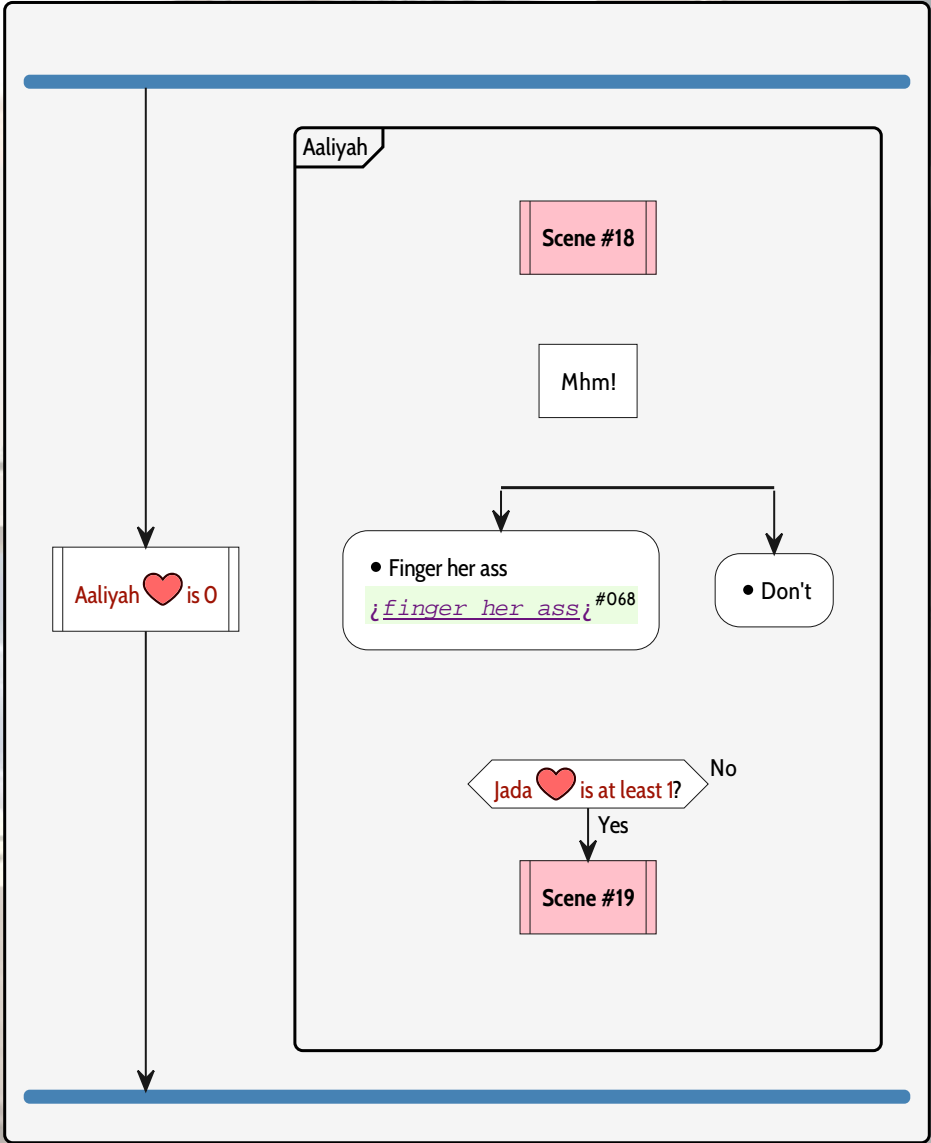 Aaliyah
Scene #18
Mhm!
Aaliyah is 0
• Finger her ass
¿finger her ass¿#068
• Don't
Jada is at least 1?
No
Yes
Scene #19